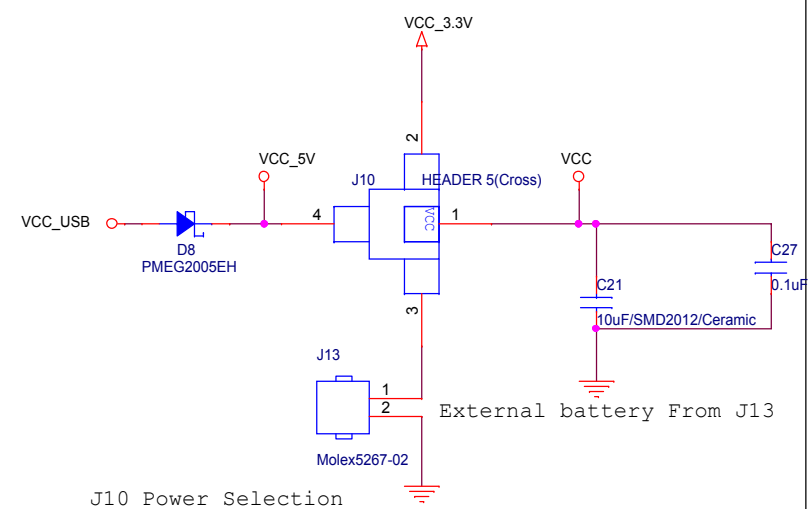 VCC_3.3V
2
VCC_5V
J10
HEADER 5(Cross)
VCC
VCC_USB
4
VCC
1
D8
PMEG2005EH
C27
0.1uF
C21
10uF/SMD2012/Ceramic
3
J13
1
2
External battery From J13
Molex5267-02
J10 Power Selection